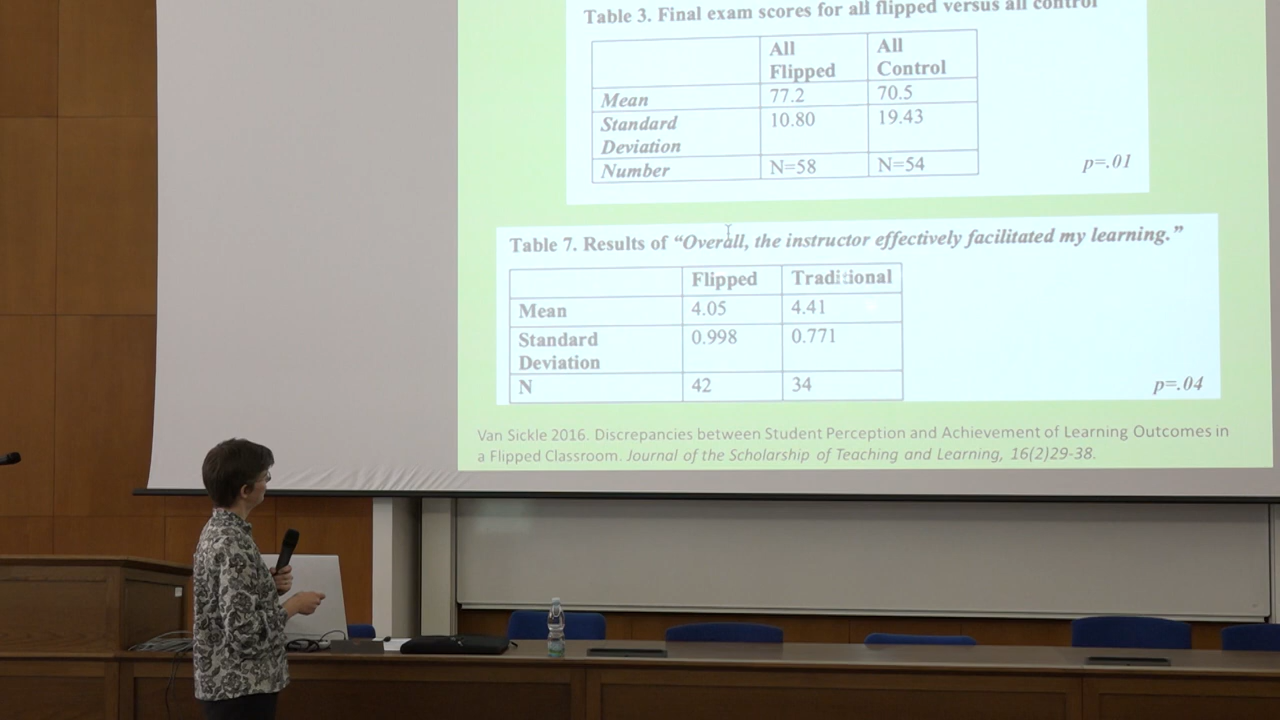 Table 3. Final exam scores for all flipped versus all control
All Flipped All Control
Mean 77.2 70.5
Standard Deviation 10.80 19.43
Number N=58 N=54
p=.01
Table 7. Results of “Overall, the instructor effectively facilitated my learning.”
Flipped Traditional
Mean 4.05 4.41
Standard Deviation 0.998 0.771
N 42 34
p=.04
Van Sickle 2016. Discrepancies between Student Perception and Achievement of Learning Outcomes in
a Flipped Classroom. Journal of the Scholarship of Teaching and Learning, 16(2)29-38.